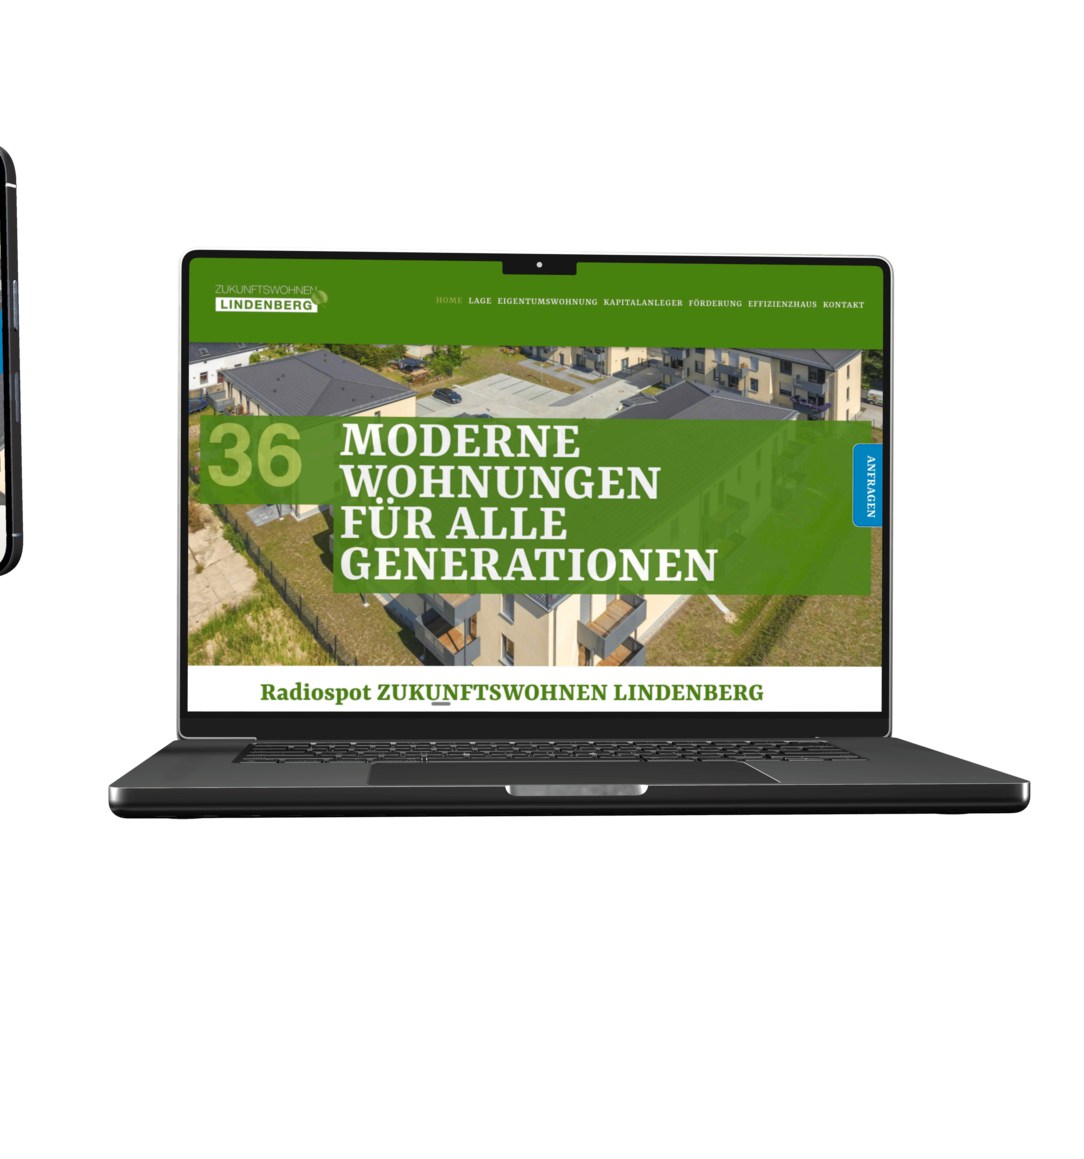 ZUKUNFTSWOHNEN
LINDENBERG
HOME LAGE EIGENTUMSWOHNUNG KAPITALANLEGER FÖRDERUNG EFFIZIENZHAUS KONTAKT
36 MODERNE
WOHNUNGEN
FÜR ALLE
GENERATIONEN
ANFRAGEN
Radiospot ZUKUNFTSWOHNEN LINDENBERG